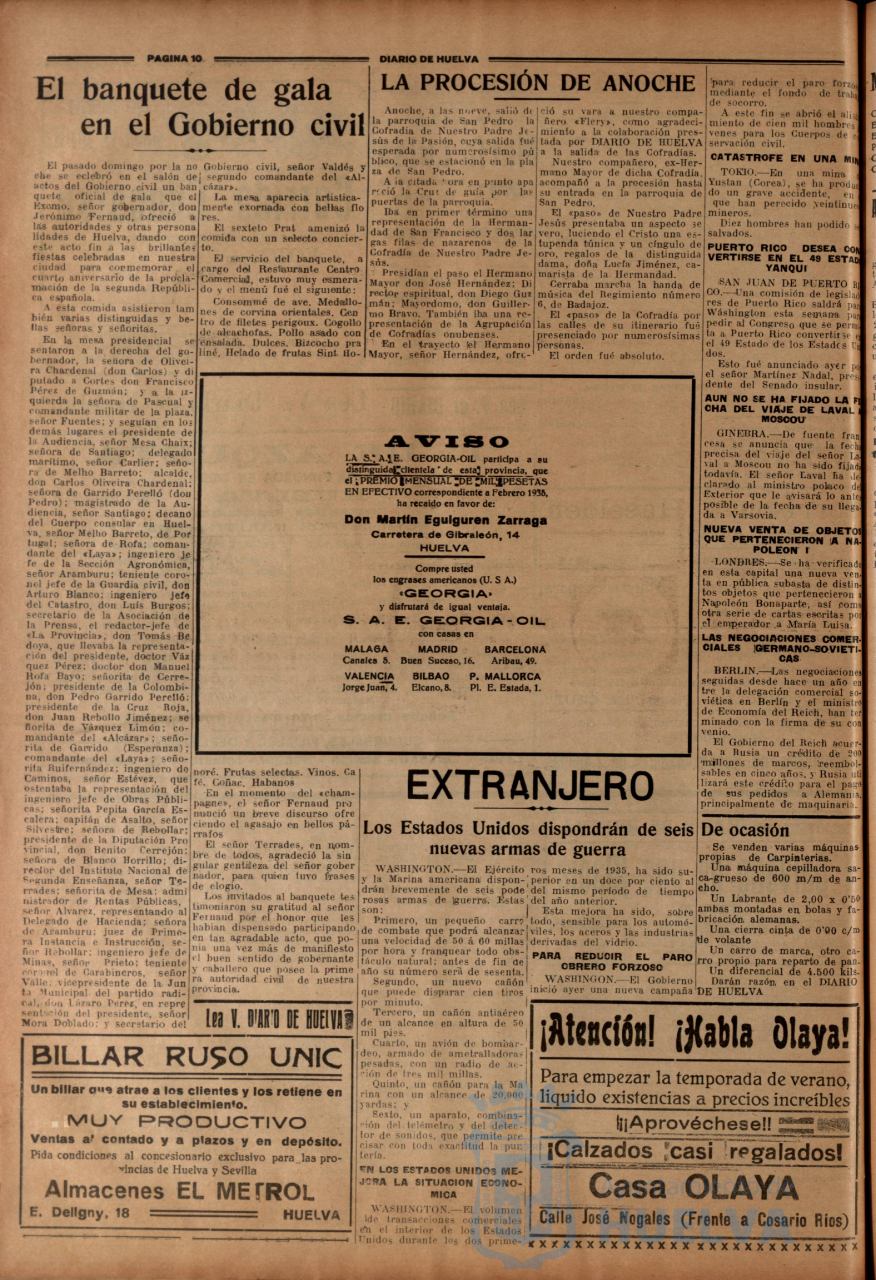 PAGINA 10
DIARIO DE HUELVA
El banquete de gala
en el Gobierno civil
El pasado domingo por la no
che se celebró en el salón de
actos del Gobierno civil un ban
quete oficial de gala que el
Excmo, señor gobernador, don
Jerónimo Fernaud, ofreció a
las autoridades y otras persona
lidades de Huelva, dando con
este acto fin a las brillantes
fiestas celebradas en nuestra
ciudad para conmemorar el
cuarto aniversario de la procla-
mación de la segunda Repúbli
ca española.
A esta comida asistieron tam
bién varias distinguidas y be-
llas señoras y señoritas.
En la mesa presidencial se
sentaron a la derecha del go-
bernador, la señora de Olivei-
ra Chardenal (don Carlos) y di
putado a Cortes don Francisco
Pérez de Guzmán; y a la iz-
quierda la señora de Pascual y
comandante militar de la plaza,
señor Fuentes; y seguían en los
demás lugares el presidente de
la Audiencia, señor Mesa Chaix;
señora de Santiago; delegado
marítimo, señor Carlier; seño-
ra de Melho Barreto; alcalde,
don Carlos Oliveira Chardenal;
señora de Garrido Perelló (don
Pedro); magistrado de la Au-
diencia, señor Santiago; decano
del Cuerpo consular en Huel-
va, señor Melho Barreto, de Por
tugal; señora de Rofa; coman-
dante del «Laya»; ingeniero je
fe de la Sección Agronómica,
señor Aramburu; teniente coro-
nel jefe de la Guardia civil, don
Arturo Blanco; ingeniero jefe
del Catastro, don Luis Burgos;
secretario de la Asociación de
la Prensa, el redactor-jefe de
«La Provincia», don Tomás Be
doya, que llevaba la representa-
ción del presidente, doctor Váz
quez Pérez; doctor don Manuel
Rofa Bayo; señorita de Cerre-
jón; presidente de la Colombi-
na, don Pedro Garrido Perelló;
presidente de la Cruz Roja,
don Juan Rebollo Jiménez; se
ñorita de Vázquez Limón; co-
mandante del «Alcázar»; seño-
rita de Garrido (Esperanza);
comandante del «Laya»; seño-
rita Ruifernández; ingeniero de
Caminos, señor Estévez, que
ostentaba la representación del
ingeniero jefe de Obras Públi-
cas; señorita Pepita García Es-
calera; capitán de Asalto, señor
Silvestre; señora de Rebollar;
presidente de la Diputación Pro
vincial, don Benito Cerrejón;
señora de Blanco Horrillo; di-
rector del Instituto Nacional de
Segunda Enseñanza, señor Te-
rrades; señorita de Mesa; admi
nistrador de Rentas Públicas,
señor Alvarez, representando al
Delegado de Hacienda; señora
de Aramburu; juez de Prime-
ra Instancia e Instrucción, se-
ñor Rebollar; ingeniero jefe de
Minas, señor Prieto; teniente
coronel de Carabineros, señor
Valle; vicepresidente de la Jun
ta Municipal del partido radi-
cal, don Lázaro Pérez, en repre
sentación del presidente, señor
Mora Doblado; y secretario del
Gobierno civil, señor Valdés y
segundo comandante del «Al-
cázar».
La mesa aparecía artística-
mente exornada con bellas flo
res.
El sexteto Prat amenizó la
comida con un selecto concier-
to.
El servicio del banquete, a
cargo del Restaurante Centro
Comercial, estuvo muy esmera-
do y el menú fué el siguiente;
Consommé de ave. Medallo-
nes de corvina orientales. Cen
tro de filetes perigoux. Cogollo
de alcachofas. Pollo asado con
ensalada. Dulces. Bizcocho pra
liné, Helado de frutas Sint Ho-
noré. Frutas selectas. Vinos. Ca
fé. Coñac. Habanos
En el momento del «cham-
pagne», el señor Fernaud pro
nunció un breve discurso ofre
ciendo el agasajo en bellos pá-
rrafos
El señor Terrades, en nom-
bre de todos, agradeció la sin
gular gentileza del señor gober
nador, para quien tuvo frases
de elogio.
Los invitados al banquete tes
timoniaron su gratitud al señor
Fernaud por el honor que les
habían dispensado participando
en tan agradable acto, que po-
nía una vez más de manifiesto
el buen sentido de gobernante
y caballero que posee la prime
ra autoridad civil de nuestra
provincia.
Lea V. DIARIO DE HUELVA
BILLAR RUSO UNIC
Un billar que atrae a los clientes y los retiene en
su establecimiento.
MUY PRODUCTIVO
Ventas al contado y a plazos y en depósito.
Pida condiciones al concesionario exclusivo para las pro-
vincias de Huelva y Sevilla
Almacenes EL METROL
E. Deligny, 18 HUELVA
LA PROCESIÓN DE ANOCHE
Anoche, a las nueve, salió de
la parroquia de San Pedro la
Cofradía de Nuestro Padre Je-
sús de la Pasión, cuya salida fué
esperada por numerosísimo pú
blico, que se estacionó en la pla
za de San Pedro.
A la citada hora en punto apa
reció la Cruz de guía por las
puertas de la parroquia.
Iba en primer término una
representación de la Herman-
dad de San Francisco y dos lar
gas filas de nazarenos de la
Cofradía de Nuestro Padre Je-
sús.
Presidían el paso el Hermano
Mayor don José Hernández; Di
rector espiritual, don Diego Guz
mán; Mayordomo, don Guiller-
mo Bravo. También iba una re-
presentación de la Agrupación
de Cofradías onubenses.
En el trayecto el Hermano
Mayor, señor Hernández, ofre-
ció su vara a nuestro compa-
ñero «Flery», como agradeci-
miento a la colaboración pres-
tada por DIARIO DE HUELVA
a la salida de las Cofradías.
Nuestro compañero, ex-Her-
mano Mayor de dicha Cofradía,
acompañó a la procesión hasta
su entrada en la parroquia de
San Pedro.
El «paso» de Nuestro Padre
Jesús presentaba un aspecto se
vero, luciendo el Cristo una es-
tupenda túnica y un cíngulo de
oro, regalos de la distinguida
dama, doña Lucía Jiménez, ca-
marista de la Hermandad.
Cerraba marcha la banda de
música del Regimiento número
6, de Badajoz.
El «paso» de la Cofradía por
las calles de su itinerario fué
presenciado por numerosísimas
personas.
El orden fué absoluto.
AVISO
LA S. A. E. GEORGIA-OIL participa a su
distinguida clientela de esta provincia, que
el PREMIO MENSUAL DE MIL PESETAS
EN EFECTIVO correspondiente a Febrero 1935,
ha recaido en favor de:
Don Martin Eguiguren Zarraga
Carretera de Gibraleón, 14
HUELVA
Compre usted
los engrases americanos (U. S A.)
«GEORGIA»
y disfrutará de igual ventaja.
S. A. E. GEORGIA-OIL
con casas en
MALAGA MADRID BARCELONA
Canales 8. Buen Suceso, 16. Aribau, 49.
VALENCIA BILBAO P. MALLORCA
Jorge Juan, 4. Elcano, 8. Pl. E. Estada, 1.
EXTRANJERO
Los Estados Unidos dispondrán de seis
nuevas armas de guerra
WASHINGTON.—El Ejército
y la Marina americana dispon-
drán brevemente de seis pode
rosas armas de guerra. Estas
son:
Primero, un pequeño carro
de combate que podrá alcanzar
una velocidad de 50 á 60 millas
por hora y franquear todo obs-
táculo natural; antes de fin de
año su número será de sesenta.
Segundo, un nuevo cañón
que puede disparar cien tiros
por minuto.
Tercero, un cañón antiaéreo
de un alcance en altura de 50
mil pies.
Cuarto, un avión de bombar-
deo, armado de ametralladoras
pesadas, con un radio de ac-
ción de tres mil millas.
Quinto, un cañón para la Ma
rina con un alcance de 20,000
yardas; y
Sexto, un aparato, combina-
ción del telémetro y del detec-
tor de sonidos, que permite pre
cisar con toda exactitud la pun
tería.
EN LOS ESTADOS UNIDOS ME-
JORA LA SITUACION ECONO-
MICA
WASHINGTON.—El volumen
de transacciones comerciales
en el interior de los Estados
Unidos durante los dos prime-
ros meses de 1935, ha sido su-
perior en un doce por ciento al
del mismo período de tiempo
del año anterior.
Esta mejora ha sido, sobre
todo, sensible para los automó-
viles, los aceros y las industrias
derivadas del vidrio.
PARA REDUCIR EL PARO
OBRERO FORZOSO
WASHINGON.—El Gobierno
inició ayer una nueva campaña
para reducir el paro forzo
mediante el fondo de traba
de socorro.
A este fin se abrió el alis
miento de cien mil hombres
venes para los Cuerpos de
servación civil.
CATASTROFE EN UNA MIN
TOKIO.—En una mina de
Yustan (Corea), se ha produ
do un grave accidente, en
que han perecido veintinue
mineros.
Diez hombres han podido s
salvados.
PUERTO RICO DESEA CON
VERTIRSE EN EL 49 ESTAD
YANQUI
SAN JUAN DE PUERTO R
CO.—Una comisión de legisla
res de Puerto Rico saldrá pa
Wáshington esta semana pa
pedir al Congreso que se permi
ta a Puerto Rico convertirse e
el 49 Estado de los Estados U
dos.
Esto fué anunciado ayer po
el señor Martínez Nadal, pres
dente del Senado insular.
AUN NO SE HA FIJADO LA F
CHA DEL VIAJE DE LAVAL A
MOSCOU
GINEBRA.—De fuente fran
cesa se anuncia que la fecha
precisa del viaje del señor La
val a Moscou no ha sido fijada
todavía. El señor Laval ha de
clarado al ministro polaco de
Exterior que le avisará lo ante
posible de la fecha de su llega
da a Varsovia.
NUEVA VENTA DE OBJETOS
QUE PERTENECIERON A NA-
POLEON I
LONDRES.—Se ha verificado
en esta capital una nueva ven
ta en pública subasta de distin
tos objetos que pertenecieron a
Napoleón Bonaparte, así como
otra serie de cartas escritas por
el emperador a María Luisa.
LAS NEGOCIACIONES COMER-
CIALES GERMANO-SOVIETI-
CAS
BERLIN.—Las negociaciones
seguidas desde hace un año en
tre la delegación comercial so-
viética en Berlín y el ministro
de Economía del Reich, han ter
minado con la firma de su con
venio.
El Gobierno del Reich acuer-
da a Rusia un crédito de 200
millones de marcos, reembol-
sables en cinco años, y Rusia uti
lizará este crédito para el pago
de sus pedidos a Alemania,
principalmente de maquinaria.
De ocasión
Se venden varias máquinas
propias de Carpinterías.
Una máquina cepilladora sa-
ca-grueso de 600 m/m de an-
cho.
Un Labrante de 2,00 x 0'50
ambas montadas en bolas y fa-
bricación alemanas.
Una cierra cinta de 0'90 c/m
de volante
Un carro de marca, otro ca-
rro propio para reparto de pan.
Un diferencial de 4.500 kils.
Darán razón en el DIARIO
DE HUELVA
¡Atención! ¡Habla Olaya!
Para empezar la temporada de verano,
liquido existencias a precios increíbles
¡¡¡Aprovéchese!!
¡Calzados casi regalados!
Casa OLAYA
Calle José Nogales (Frente a Cosario Rios)
HUELVA